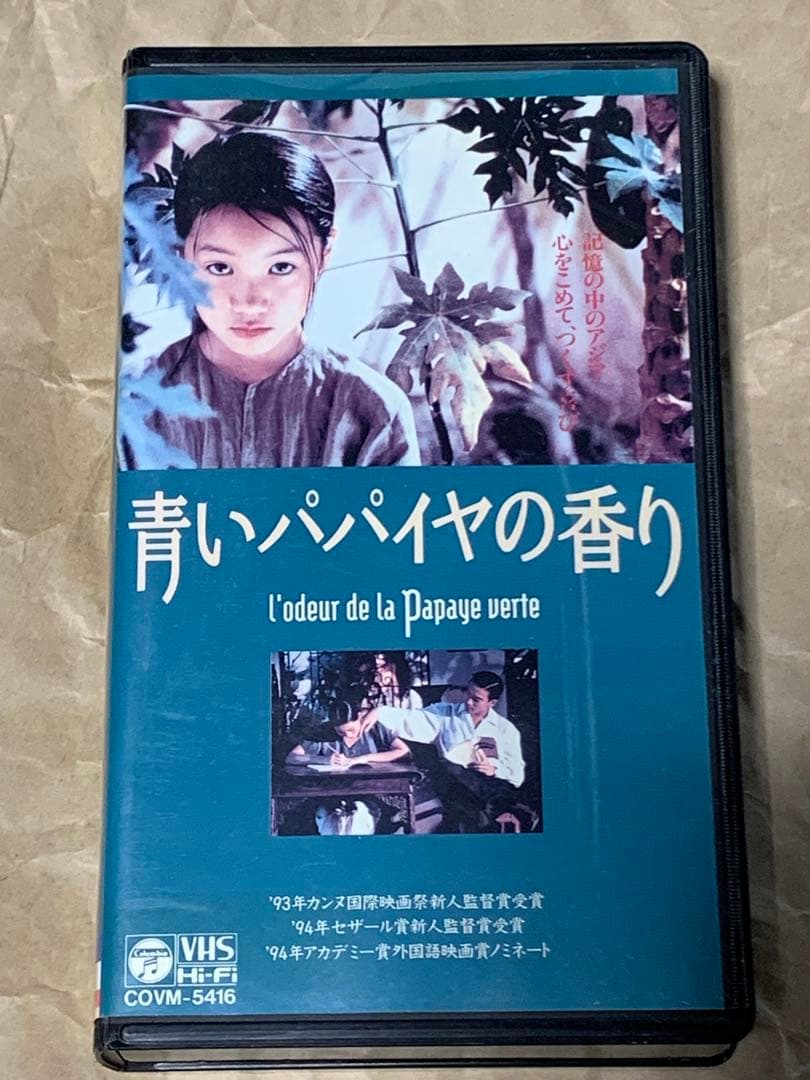 記憶の中のアジア
心をこめて、つくす喜び
青いパパイヤの香り
l'odeur de la Papaye verte
'93年カンヌ国際映画祭新人監督賞受賞
'94年セザール賞新人監督賞受賞
'94年アカデミー賞外国語映画賞ノミネート
Columbia
VHS
Hi-Fi
COVM-5416